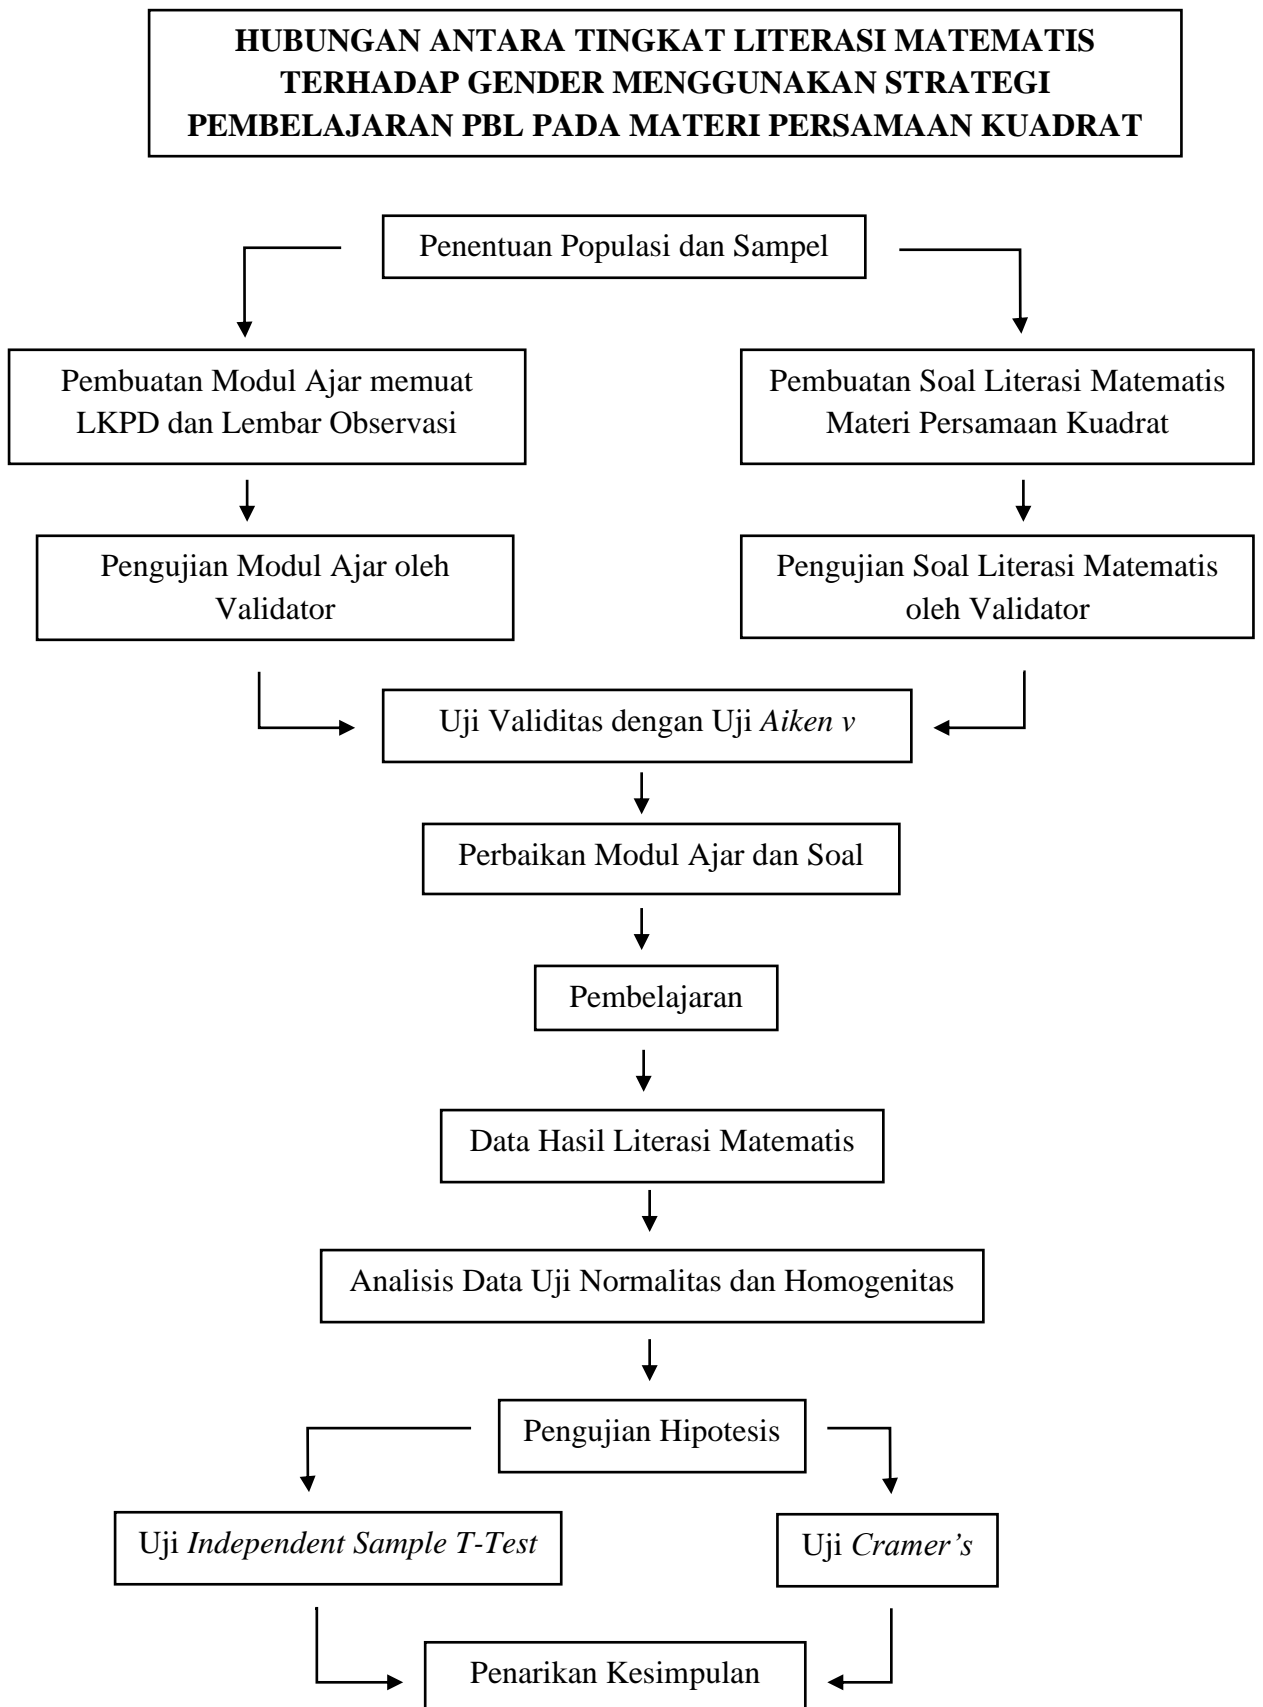 HUBUNGAN ANTARA TINGKAT LITERASI MATEMATIS
TERHADAP GENDER MENGGUNAKAN STRATEGI
PEMBELAJARAN PBL PADA MATERI PERSAMAAN KUADRAT
Penentuan Populasi dan Sampel
Pembuatan Modul Ajar memuat
LKPD dan Lembar Observasi
Pembuatan Soal Literasi Matematis
Materi Persamaan Kuadrat
Pengujian Modul Ajar oleh
Validator
Pengujian Soal Literasi Matematis
oleh Validator
Uji Validitas dengan Uji Aiken v
Perbaikan Modul Ajar dan Soal
Pembelajaran
Data Hasil Literasi Matematis
Analisis Data Uji Normalitas dan Homogenitas
Pengujian Hipotesis
Uji Independent Sample T-Test
Uji Cramer’s
Penarikan Kesimpulan